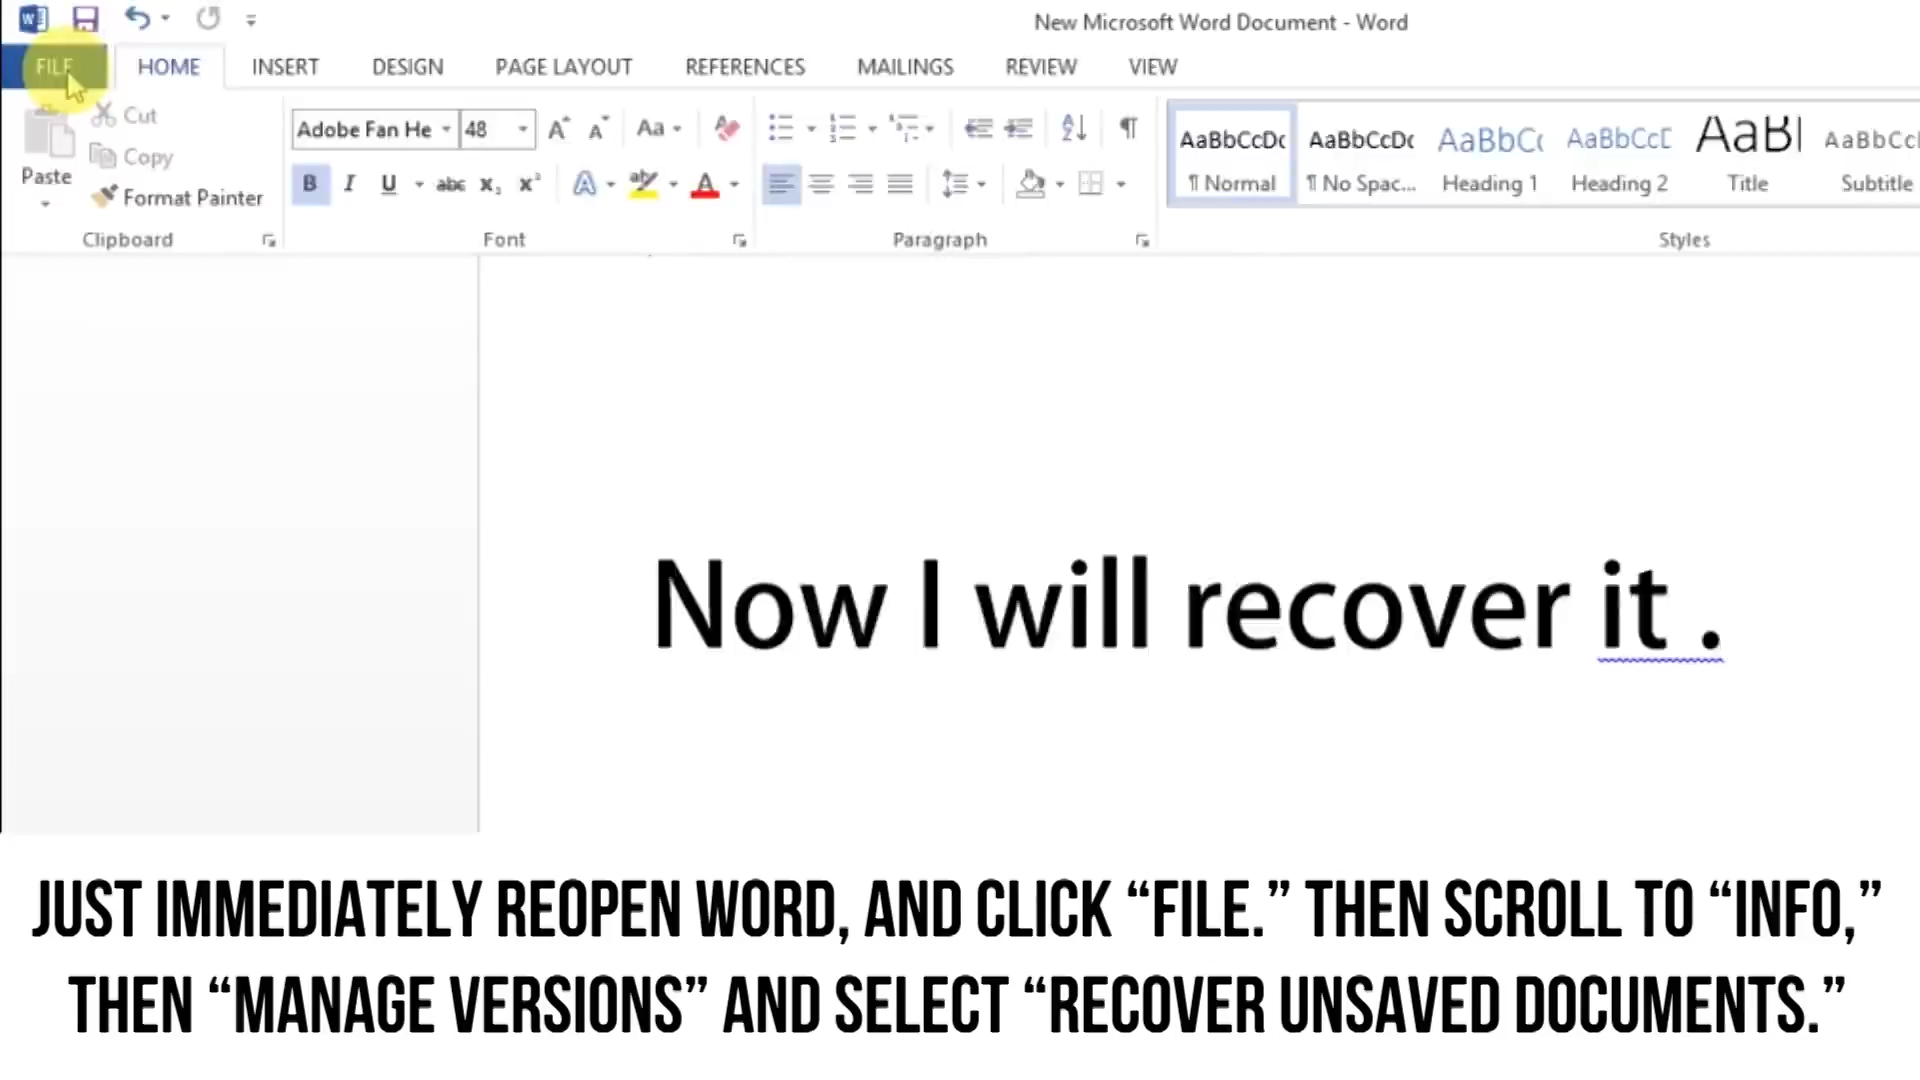 New Microsoft Word Document - Word
FILE HOME INSERT DESIGN PAGE LAYOUT REFERENCES MAILINGS REVIEW VIEW
Cut
Copy
Format Painter
Paste
Clipboard
Adobe Fan He 48
Font
Paragraph
AaBbCcDc AaBbCcDc AaBbC AaBbCcD AaB AaBbCc
¶ Normal ¶ No Spac... Heading 1 Heading 2 Title Subtitle
Styles
Now I will recover it .
JUST IMMEDIATELY REOPEN WORD, AND CLICK “FILE.” THEN SCROLL TO “INFO,”
THEN “MANAGE VERSIONS” AND SELECT “RECOVER UNSAVED DOCUMENTS.”